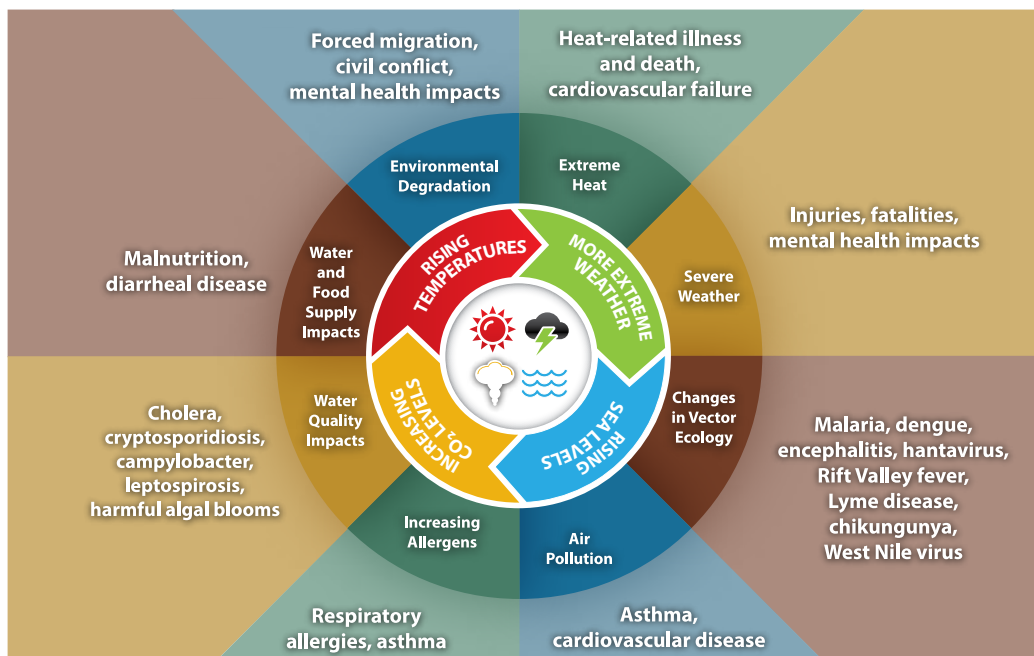 Forced migration,
civil conflict,
mental health impacts
Heat-related illness
and death,
cardiovascular failure
Environmental
Degradation
Extreme
Heat
Malnutrition,
diarrheal disease
Water
and
Food
Supply
Impacts
RISING
TEMPERATURES
MORE EXTREME
WEATHER
Severe
Weather
Injuries, fatalities,
mental health impacts
Cholera,
cryptosporidiosis,
campylobacter,
leptospirosis,
harmful algal blooms
Water
Quality
Impacts
INCREASING
CO₂ LEVELS
RISING
SEA LEVELS
Changes
in Vector
Ecology
Malaria, dengue,
encephalitis, hantavirus,
Rift Valley fever,
Lyme disease,
chikungunya,
West Nile virus
Increasing
Allergens
Air
Pollution
Respiratory
allergies, asthma
Asthma,
cardiovascular disease